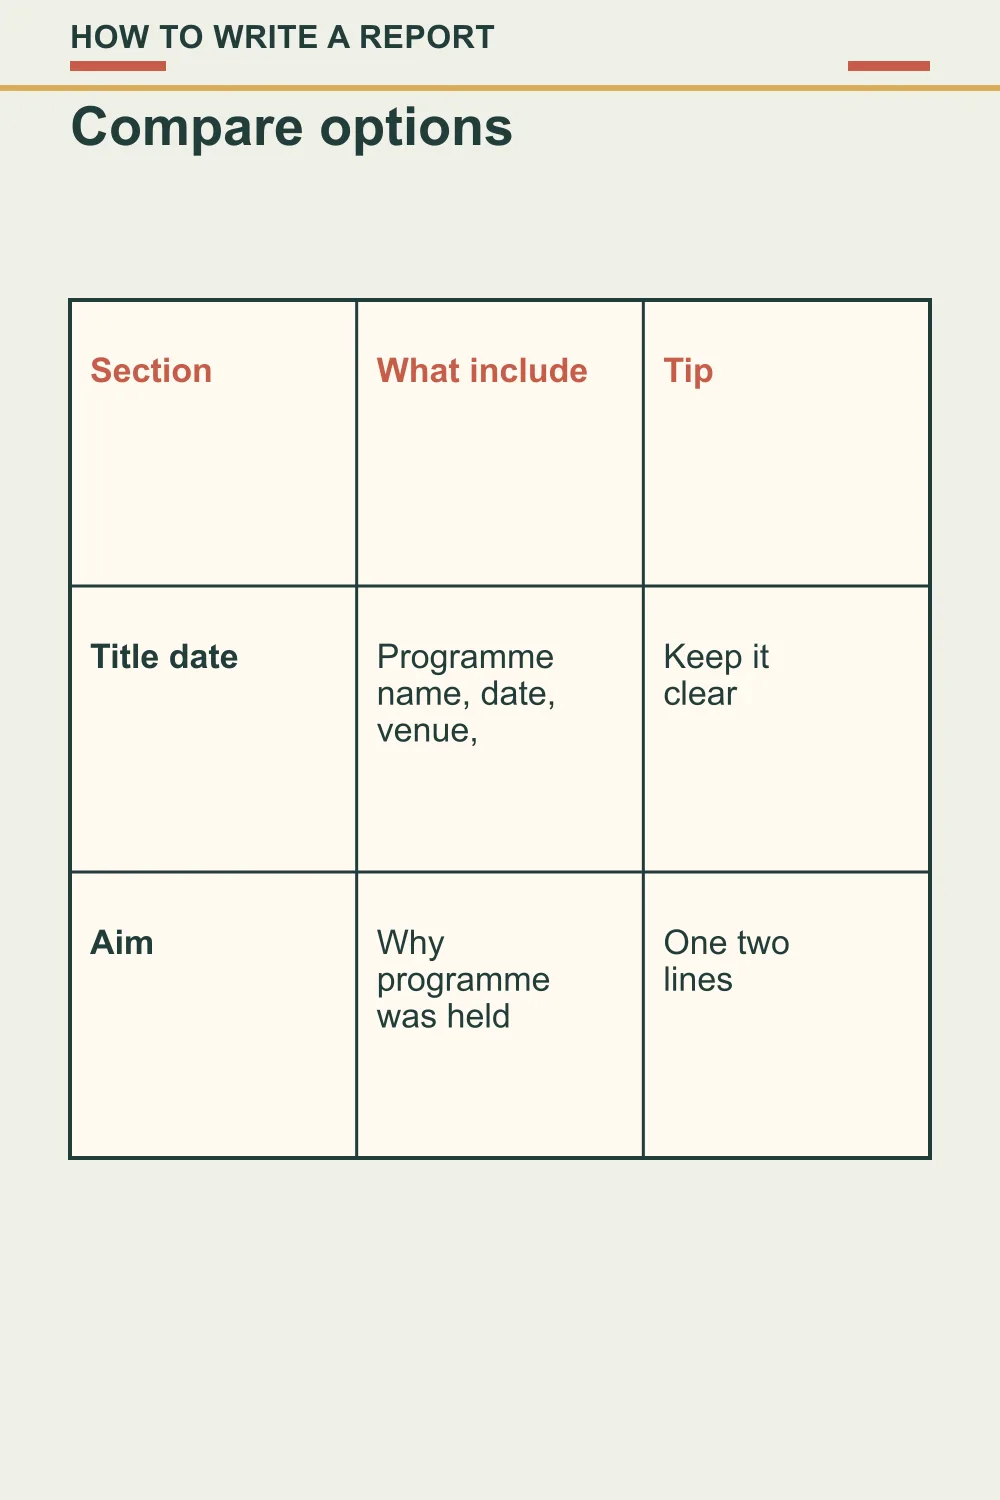 HOW TO WRITE A REPORT
Compare options
Section
What include
Tip
Title date
Programme
name, date,
venue,
Keep it
clear
Aim
Why
programme
was held
One two
lines